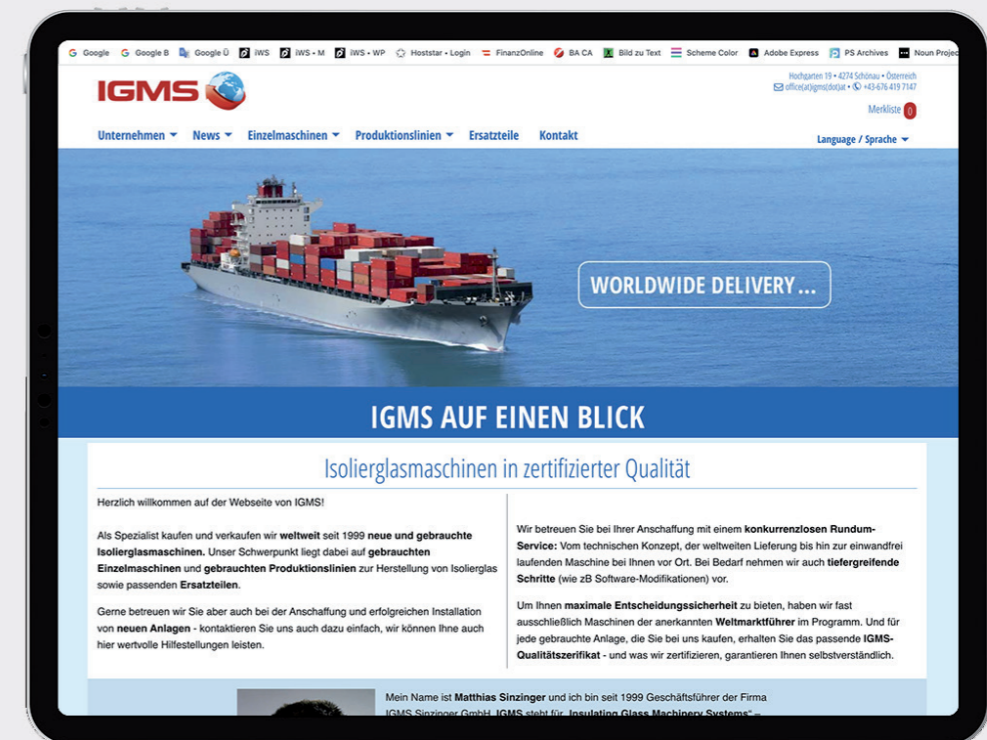 Google Google B Google Ü iWS iWS - M iWS - WP Hoststar - Login FinanzOnline BA CA Bild zu Text Scheme Color Adobe Express PS Archives Noun Projec
IGMS
Hochgarten 19 • 4274 Schönau • Österreich
office(at)igms(dot)at • +43-676 419 7147
Merkliste 0
Unternehmen News Einzelmaschinen Produktionslinien Ersatzteile Kontakt
Language / Sprache
WORLDWIDE DELIVERY ...
IGMS AUF EINEN BLICK
Isolierglasmaschinen in zertifizierter Qualität
Herzlich willkommen auf der Webseite von IGMS!
Als Spezialist kaufen und verkaufen wir weltweit seit 1999 neue und gebrauchte
Isolierglasmaschinen. Unser Schwerpunkt liegt dabei auf gebrauchten
Einzelmaschinen und gebrauchten Produktionslinien zur Herstellung von Isolierglas
sowie passenden Ersatzteilen.
Gerne betreuen wir Sie aber auch bei der Anschaffung und erfolgreichen Installation
von neuen Anlagen - kontaktieren Sie uns auch dazu einfach, wir können Ihne auch
hier wertvolle Hilfestellungen leisten.
Wir betreuen Sie bei Ihrer Anschaffung mit einem konkurrenzlosen Rundum-
Service: Vom technischen Konzept, der weltweiten Lieferung bis hin zur einwandfrei
laufenden Maschine bei Ihnen vor Ort. Bei Bedarf nehmen wir auch tiefergreifende
Schritte (wie zB Software-Modifikationen) vor.
Um Ihnen maximale Entscheidungssicherheit zu bieten, haben wir fast
ausschließlich Maschinen der anerkannten Weltmarktführer im Programm. Und für
jede gebrauchte Anlage, die Sie bei uns kaufen, erhalten Sie das passende IGMS-
Qualitätszerifikat - und was wir zertifizieren, garantieren Ihnen selbstverständlich.
Mein Name ist Matthias Sinzinger und ich bin seit 1999 Geschäftsführer der Firma
IGMS Sinzinger GmbH. IGMS steht für „Insulating Glass Machinery Systems“ –